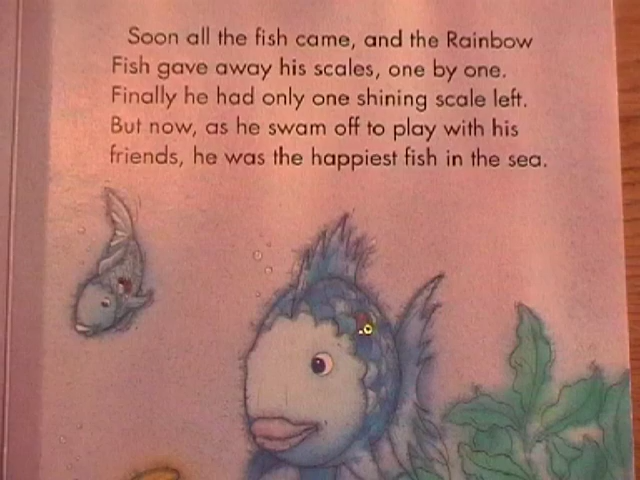 Soon all the fish came, and the Rainbow
Fish gave away his scales, one by one.
Finally he had only one shining scale left.
But now, as he swam off to play with his
friends, he was the happiest fish in the sea.